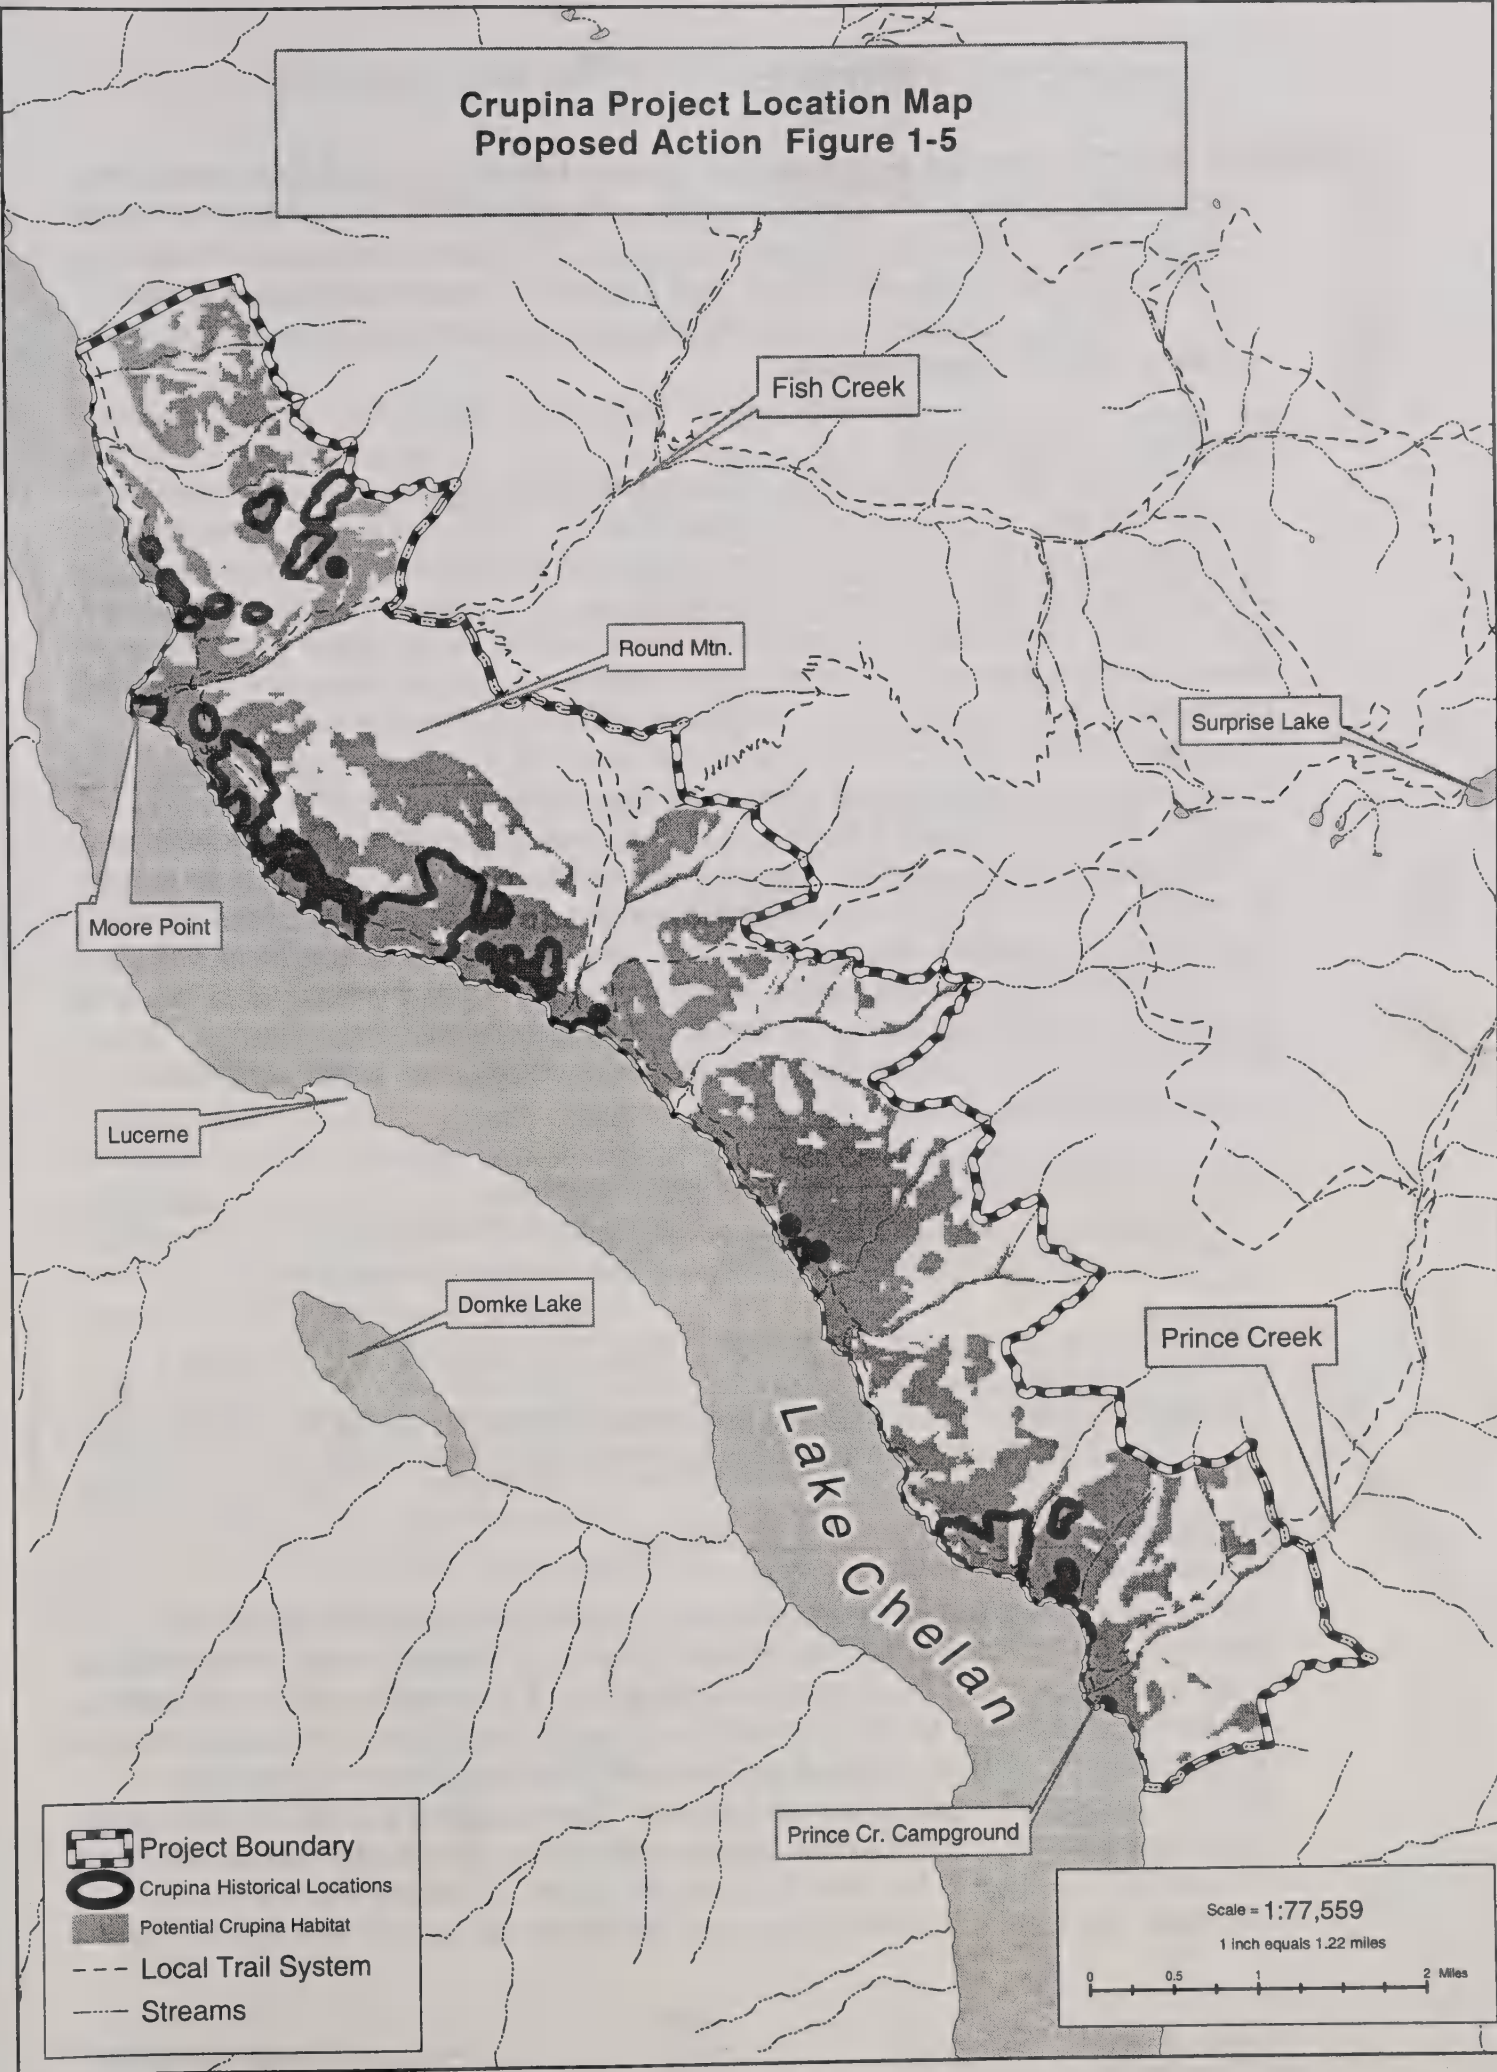 Crupina Project Location Map
Proposed Action Figure 1-5
Fish Creek
Round Mtn.
Surprise Lake
Moore Point
Lucerne
Domke Lake
Prince Creek
Lake Chelan
Prince Cr. Campground
Project Boundary
Crupina Historical Locations
Potential Crupina Habitat
Local Trail System
Streams
Scale = 1:77,559
1 inch equals 1.22 miles
0 0.5 1 2 Miles